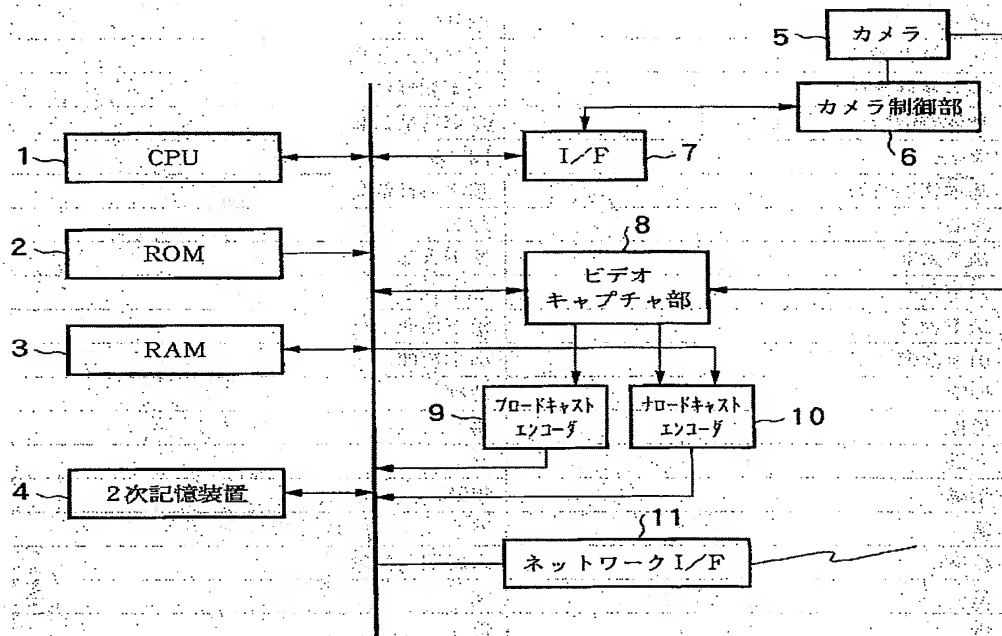 5
カメラ
カメラ制御部
6
1
CPU
I/F
7
2
ROM
8
ビデオ
キャプチャ部
3
RAM
9
ブロードキャスト
エンコーダ
ナロードキャスト
エンコーダ
10
4
2次記憶装置
11
ネットワークI/F